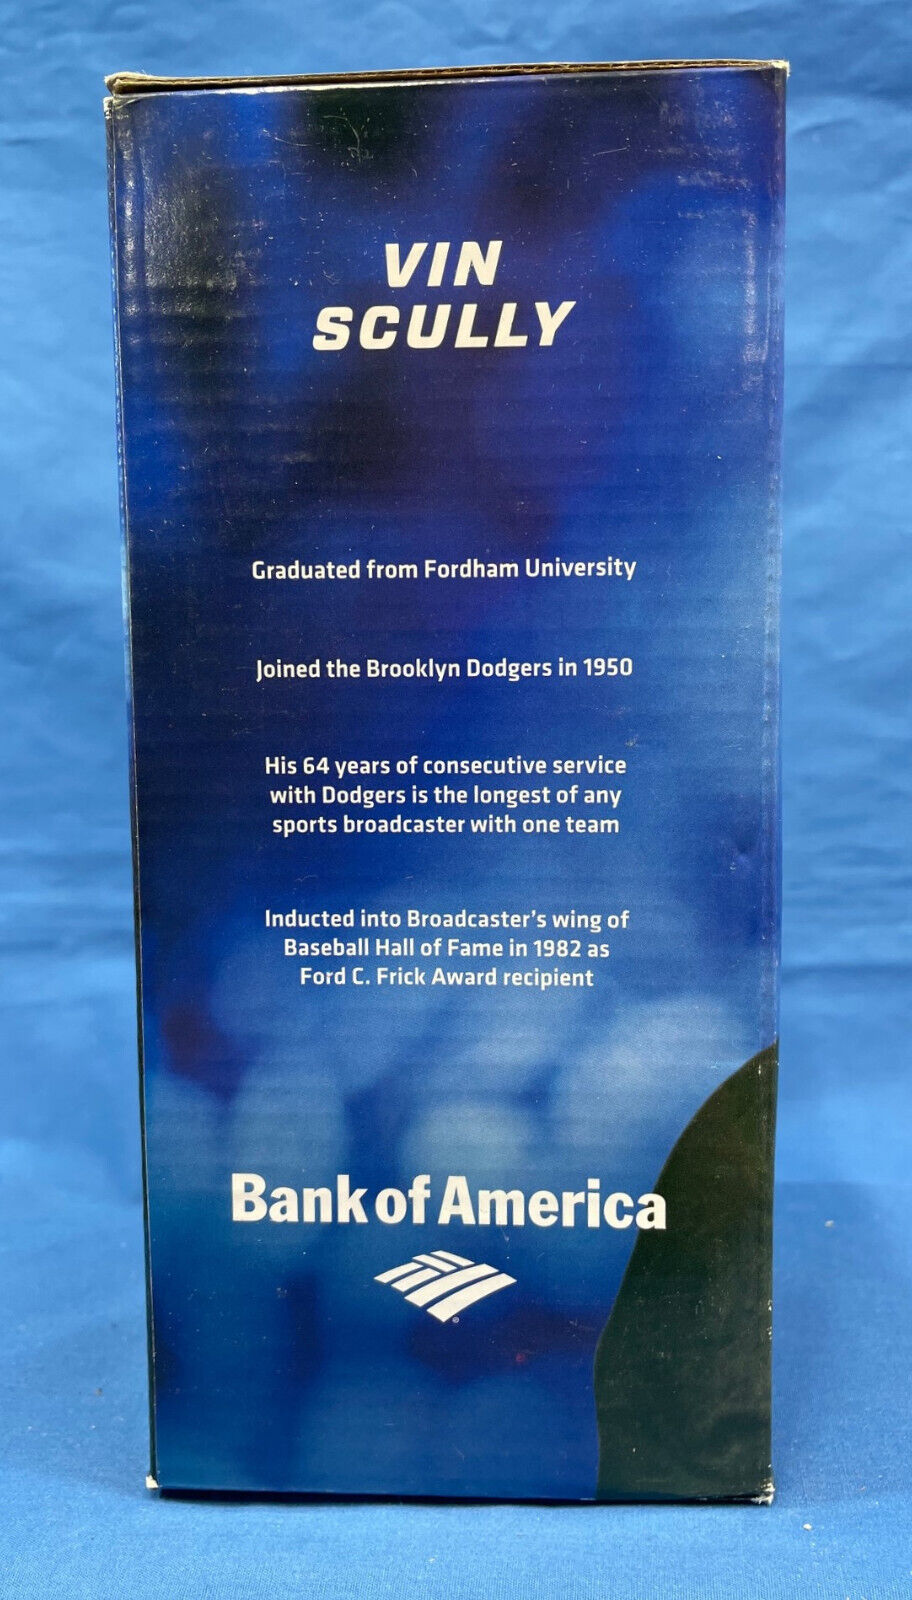 VIN
SCULLY
Graduated from Fordham University
Joined the Brooklyn Dodgers in 1950
His 64 years of consecutive service
with Dodgers is the longest of any
sports broadcaster with one team
Inducted into Broadcaster's wing of
Baseball Hall of Fame in 1982 as
Ford C. Frick Award recipient
Bank of America
®